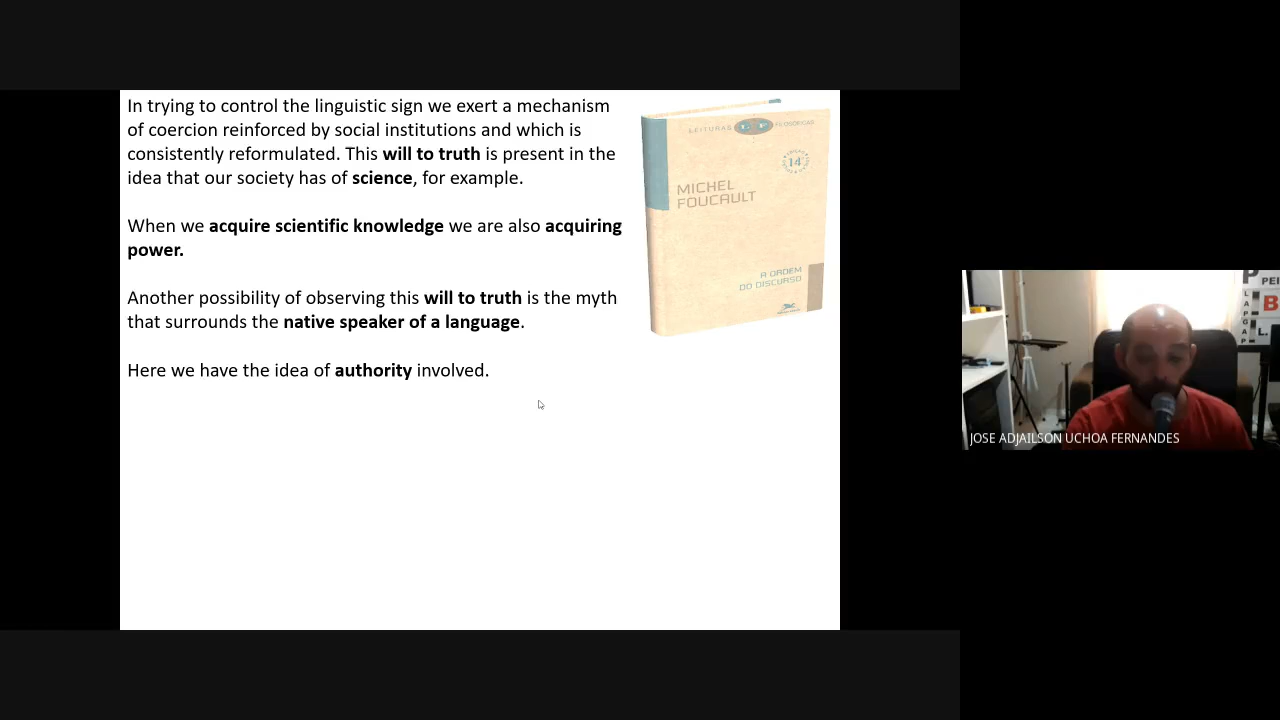 In trying to control the linguistic sign we exert a mechanism
of coercion reinforced by social institutions and which is
consistently reformulated. This will to truth is present in the
idea that our society has of science, for example.
When we acquire scientific knowledge we are also acquiring
power.
Another possibility of observing this will to truth is the myth
that surrounds the native speaker of a language.
Here we have the idea of authority involved.
LEITURAS FILOSÓFICAS
14ª
MICHEL
FOUCAULT
A ORDEM
DO DISCURSO
P
PEI
LAPGAP
B
L.
JOSE ADJAILSON UCHOA FERNANDES